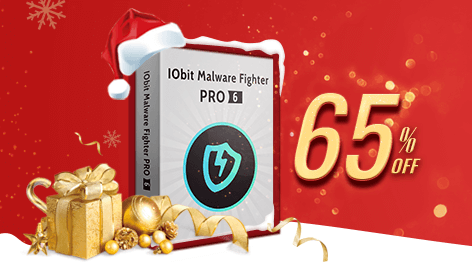 IObit Malware Fighter
PRO 6
IObit Malware Fighter PRO 6
65% OFF